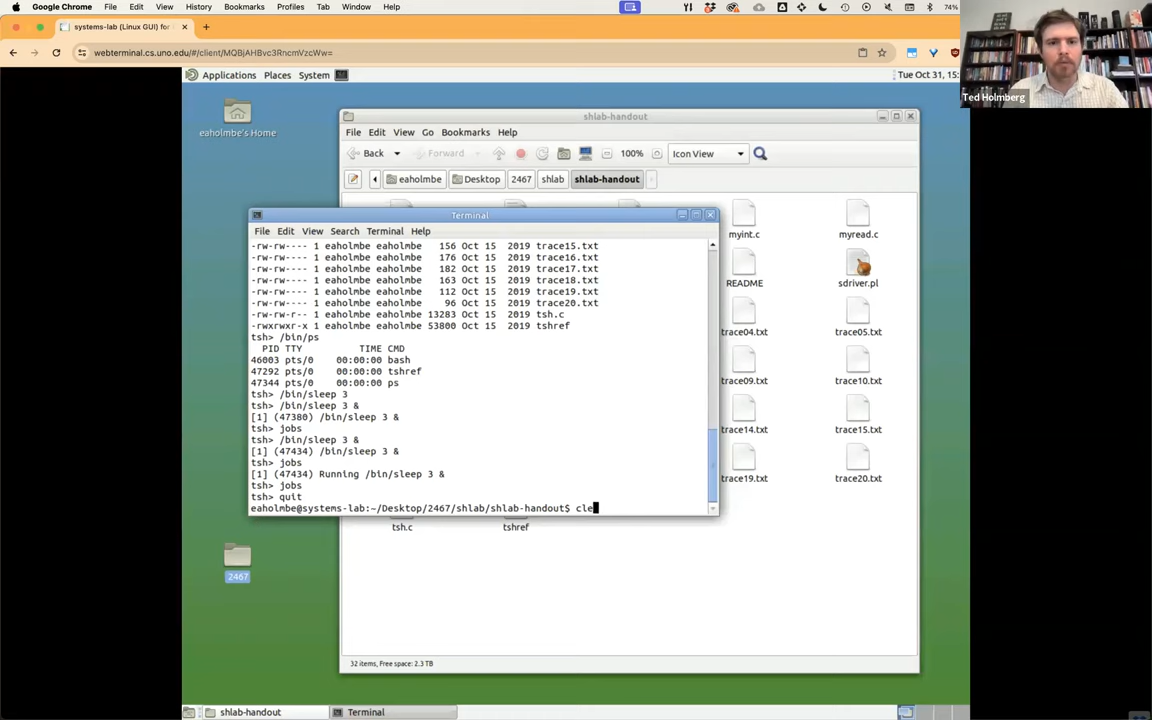 Google Chrome File Edit View History Bookmarks Profiles Tab Window Help 74%
systems-lab (Linux GUI) for
webterminal.cs.uno.edu/#/client/MQBjAHBvc3RncmVzcWw=
Ted Holmberg
Applications Places System Tue Oct 31, 15:
eaholmbe's Home
shlab-handout
File Edit View Go Bookmarks Help
Back Forward 100% Icon View
eaholmbe Desktop 2467 shlab shlab-handout
myint.c myread.c
README sdriver.pl
trace04.txt trace05.txt
trace09.txt trace10.txt
trace14.txt trace15.txt
trace19.txt trace20.txt
tsh.c tshref
32 items, Free space: 2.3 TB
Terminal
File Edit View Search Terminal Help
-rw-rw---- 1 eaholmbe eaholmbe 156 Oct 15 2019 trace15.txt
-rw-rw---- 1 eaholmbe eaholmbe 176 Oct 15 2019 trace16.txt
-rw-rw---- 1 eaholmbe eaholmbe 182 Oct 15 2019 trace17.txt
-rw-rw---- 1 eaholmbe eaholmbe 163 Oct 15 2019 trace18.txt
-rw-rw---- 1 eaholmbe eaholmbe 112 Oct 15 2019 trace19.txt
-rw-rw---- 1 eaholmbe eaholmbe 96 Oct 15 2019 trace20.txt
-rw-rw-r-- 1 eaholmbe eaholmbe 13283 Oct 15 2019 tsh.c
-rwxrwxr-x 1 eaholmbe eaholmbe 53800 Oct 15 2019 tshref
tsh> /bin/ps
PID TTY TIME CMD
46003 pts/0 00:00:00 bash
47292 pts/0 00:00:00 tshref
47344 pts/0 00:00:00 ps
tsh> /bin/sleep 3
tsh> /bin/sleep 3 &
[1] (47380) /bin/sleep 3 &
tsh> jobs
tsh> /bin/sleep 3 &
[1] (47434) /bin/sleep 3 &
tsh> jobs
[1] (47434) Running /bin/sleep 3 &
tsh> jobs
tsh> quit
eaholmbe@systems-lab:~/Desktop/2467/shlab/shlab-handout$ cle
2467
shlab-handout Terminal